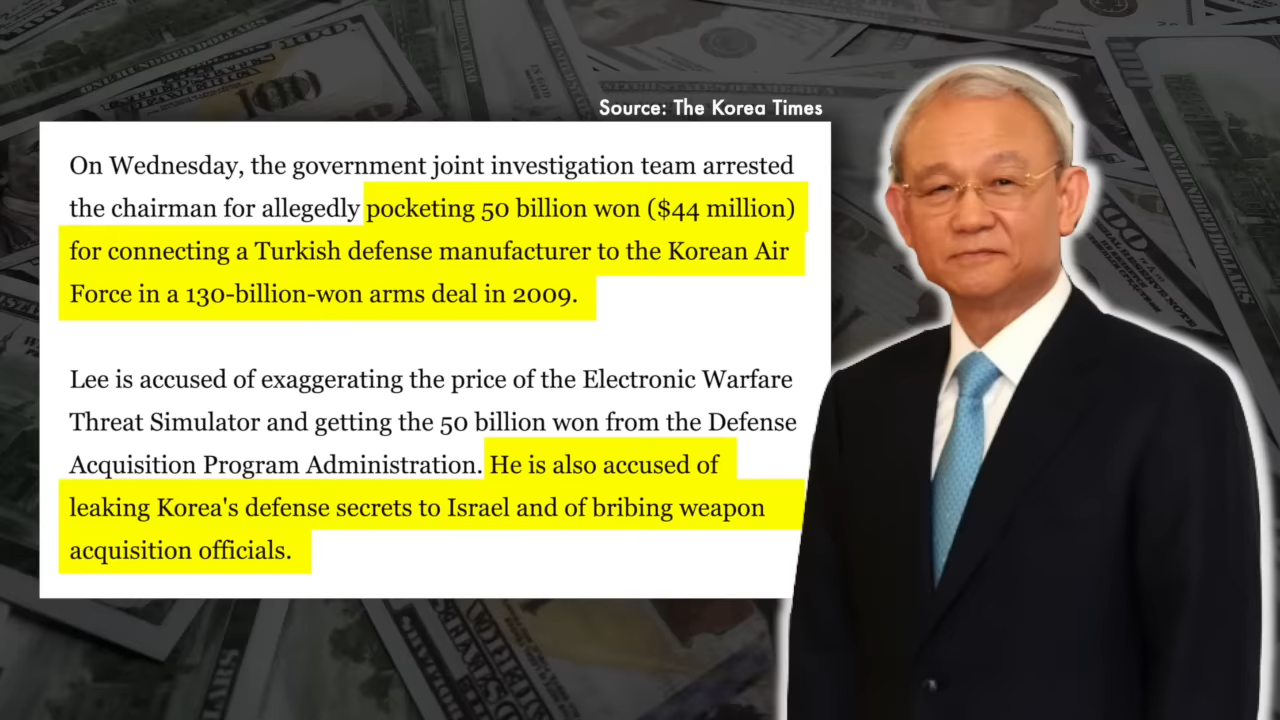 Source: The Korea Times
On Wednesday, the government joint investigation team arrested
the chairman for allegedly pocketing 50 billion won ($44 million)
for connecting a Turkish defense manufacturer to the Korean Air
Force in a 130-billion-won arms deal in 2009.
Lee is accused of exaggerating the price of the Electronic Warfare
Threat Simulator and getting the 50 billion won from the Defense
Acquisition Program Administration. He is also accused of
leaking Korea's defense secrets to Israel and of bribing weapon
acquisition officials.